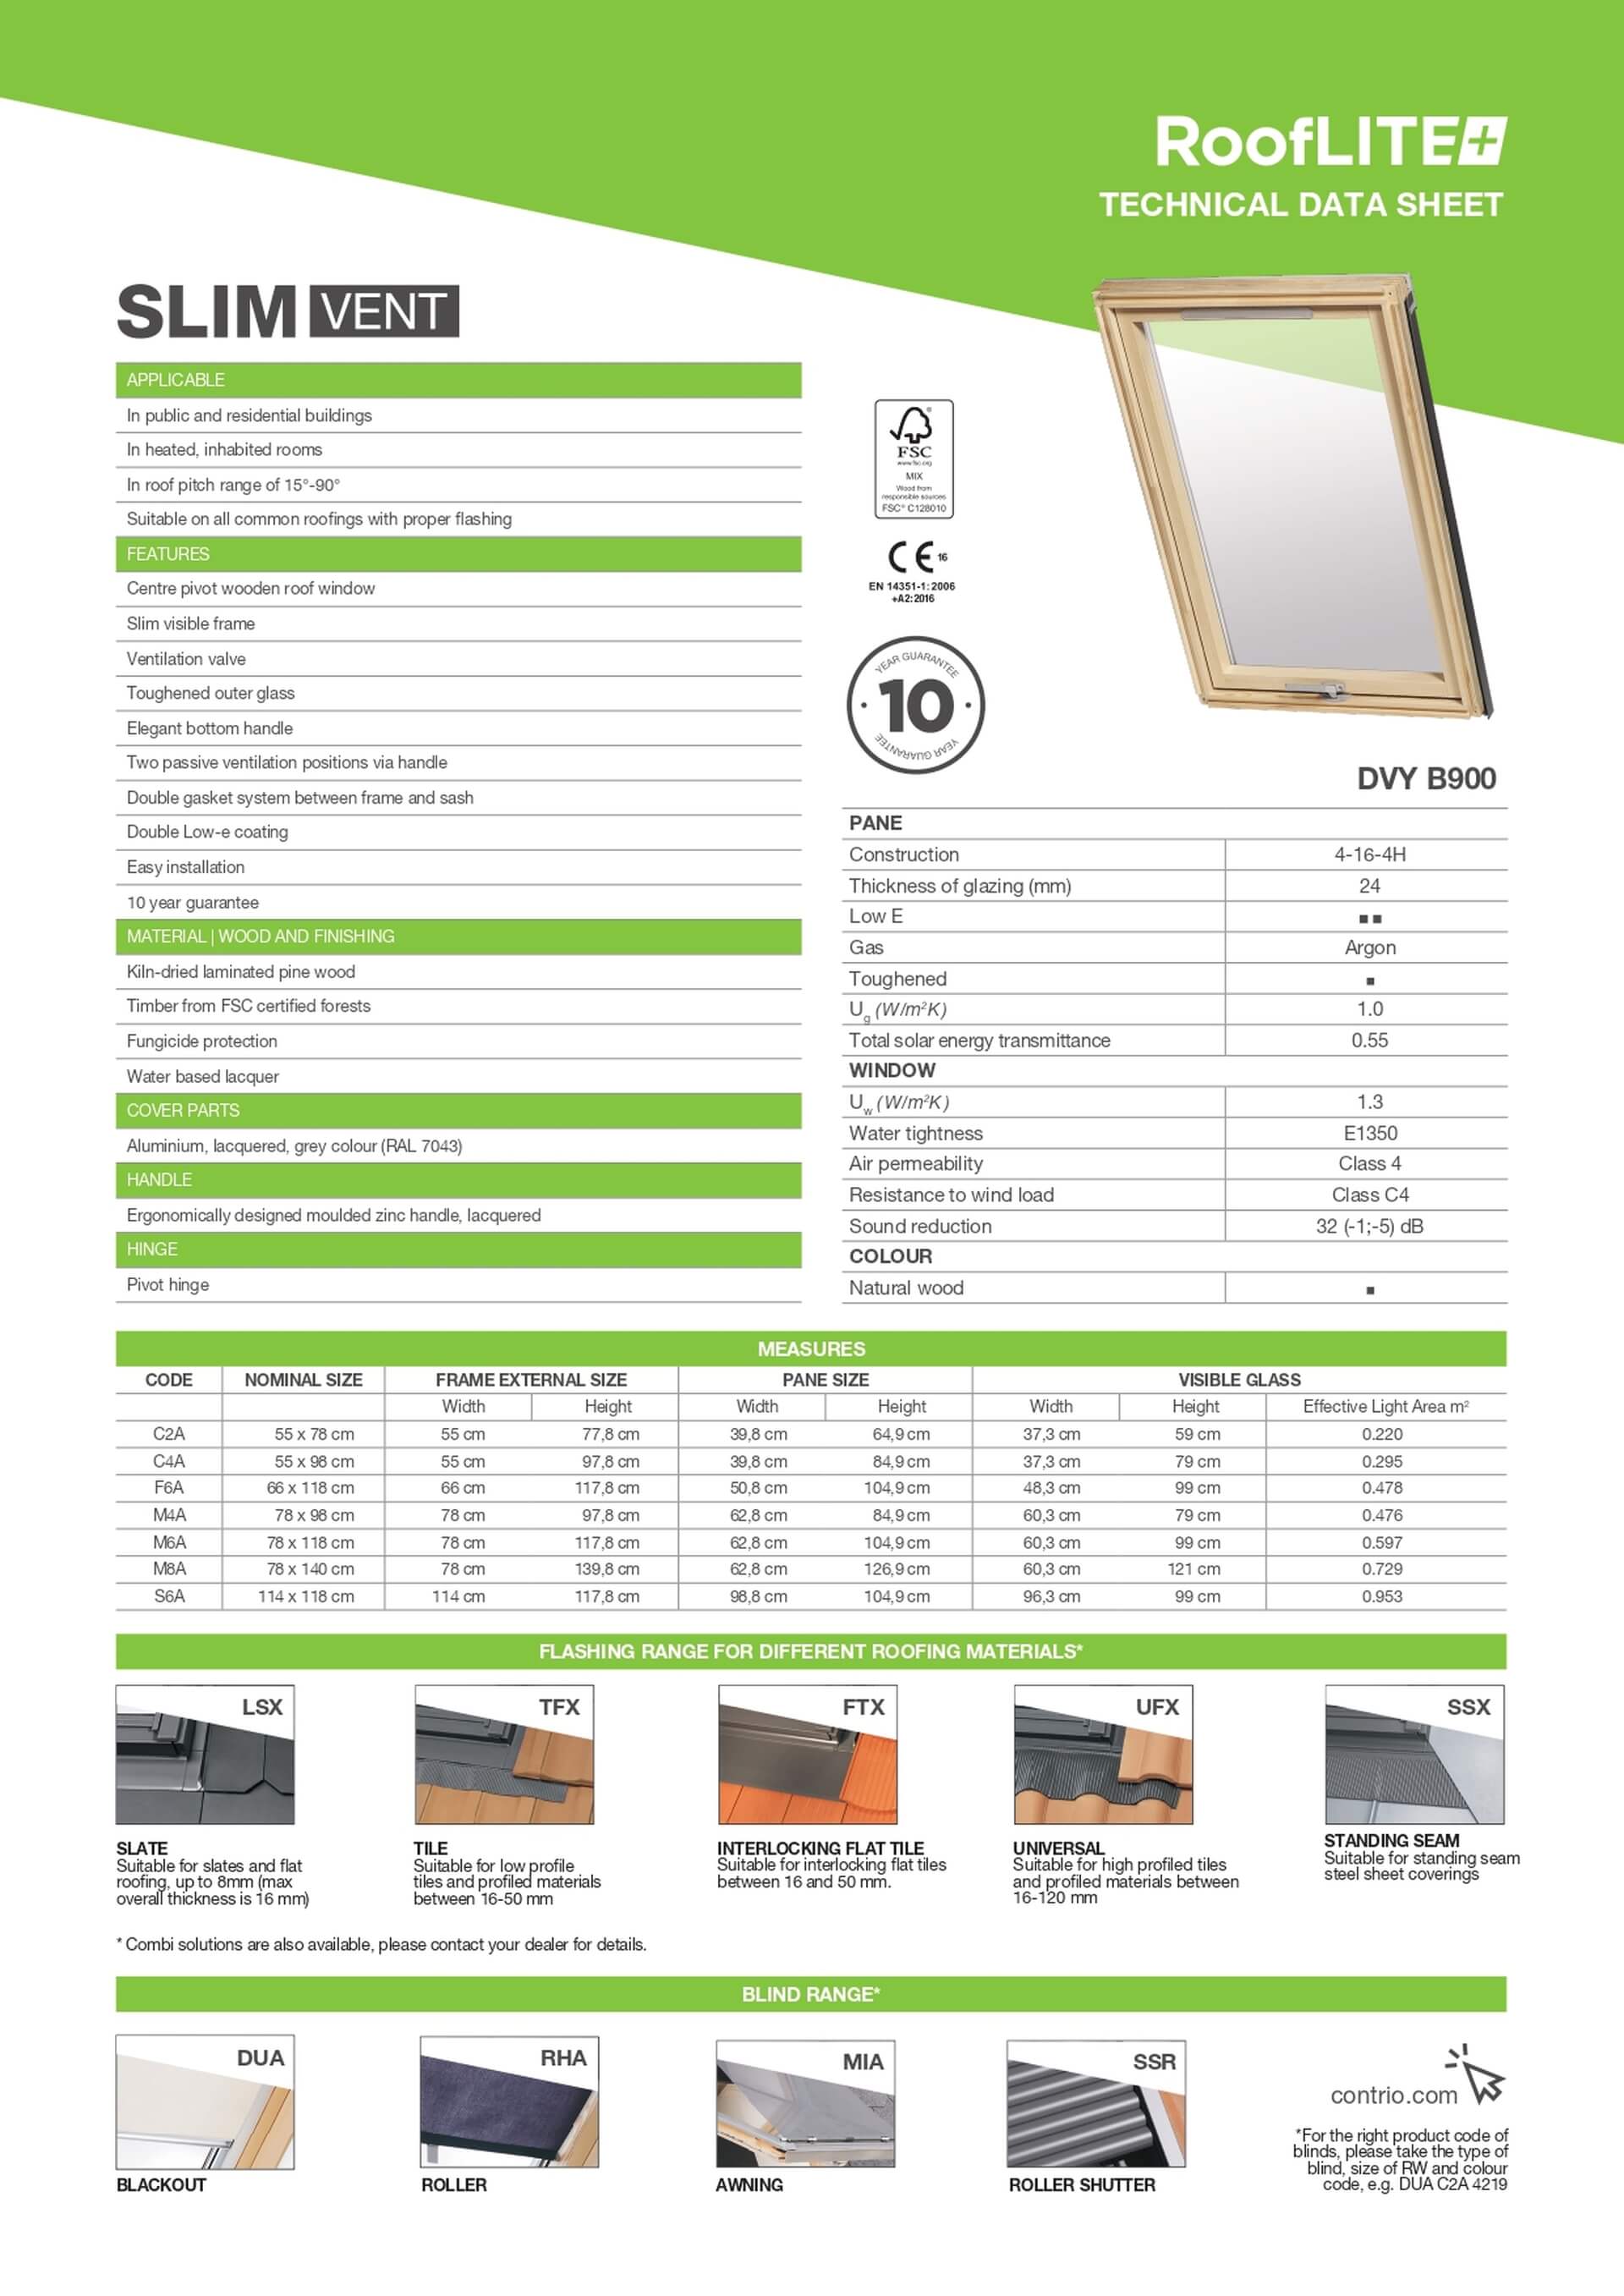 RoofLITE+
TECHNICAL DATA SHEET
SLIM VENT
APPLICABLE
In public and residential buildings
In heated, inhabited rooms
In roof pitch range of 15°-90°
Suitable on all common roofings with proper flashing
FEATURES
Centre pivot wooden roof window
Slim visible frame
Ventilation valve
Toughened outer glass
Elegant bottom handle
Two passive ventilation positions via handle
Double gasket system between frame and sash
Double Low-e coating
Easy installation
10 year guarantee
MATERIAL | WOOD AND FINISHING
Kiln-dried laminated pine wood
Timber from FSC certified forests
Fungicide protection
Water based lacquer
COVER PARTS
Aluminium, lacquered, grey colour (RAL 7043)
HANDLE
Ergonomically designed moulded zinc handle, lacquered
HINGE
Pivot hinge
FSC
www.fsc.org
MIX
Wood from
responsible sources
FSC® C128010
CE 16
EN 14351-1:2006
+A2:2016
YEAR GUARANTEE
10
YEAR GUARANTEE
DVY B900
PANE
Construction 4-16-4H
Thickness of glazing (mm) 24
Low E ■ ■
Gas Argon
Toughened ■
Ug (W/m²K) 1.0
Total solar energy transmittance 0.55
WINDOW
Uw (W/m²K) 1.3
Water tightness E1350
Air permeability Class 4
Resistance to wind load Class C4
Sound reduction 32 (-1;-5) dB
COLOUR
Natural wood ■
MEASURES
CODE NOMINAL SIZE FRAME EXTERNAL SIZE PANE SIZE VISIBLE GLASS
Width Height Width Height Width Height Effective Light Area m²
C2A 55 x 78 cm 55 cm 77,8 cm 39,8 cm 64,9 cm 37,3 cm 59 cm 0.220
C4A 55 x 98 cm 55 cm 97,8 cm 39,8 cm 84,9 cm 37,3 cm 79 cm 0.295
F6A 66 x 118 cm 66 cm 117,8 cm 50,8 cm 104,9 cm 48,3 cm 99 cm 0.478
M4A 78 x 98 cm 78 cm 97,8 cm 62,8 cm 84,9 cm 60,3 cm 79 cm 0.476
M6A 78 x 118 cm 78 cm 117,8 cm 62,8 cm 104,9 cm 60,3 cm 99 cm 0.597
M8A 78 x 140 cm 78 cm 139,8 cm 62,8 cm 126,9 cm 60,3 cm 121 cm 0.729
S6A 114 x 118 cm 114 cm 117,8 cm 98,8 cm 104,9 cm 96,3 cm 99 cm 0.953
FLASHING RANGE FOR DIFFERENT ROOFING MATERIALS*
LSX
SLATE
Suitable for slates and flat
roofing, up to 8mm (max
overall thickness is 16 mm)
TFX
TILE
Suitable for low profile
tiles and profiled materials
between 16-50 mm
FTX
INTERLOCKING FLAT TILE
Suitable for interlocking flat tiles
between 16 and 50 mm.
UFX
UNIVERSAL
Suitable for high profiled tiles
and profiled materials between
16-120 mm
SSX
STANDING SEAM
Suitable for standing seam
steel sheet coverings
* Combi solutions are also available, please contact your dealer for details.
BLIND RANGE*
DUA
BLACKOUT
RHA
ROLLER
MIA
AWNING
SSR
ROLLER SHUTTER
contrio.com
*For the right product code of
blinds, please take the type of
blind, size of RW and colour
code, e.g. DUA C2A 4219